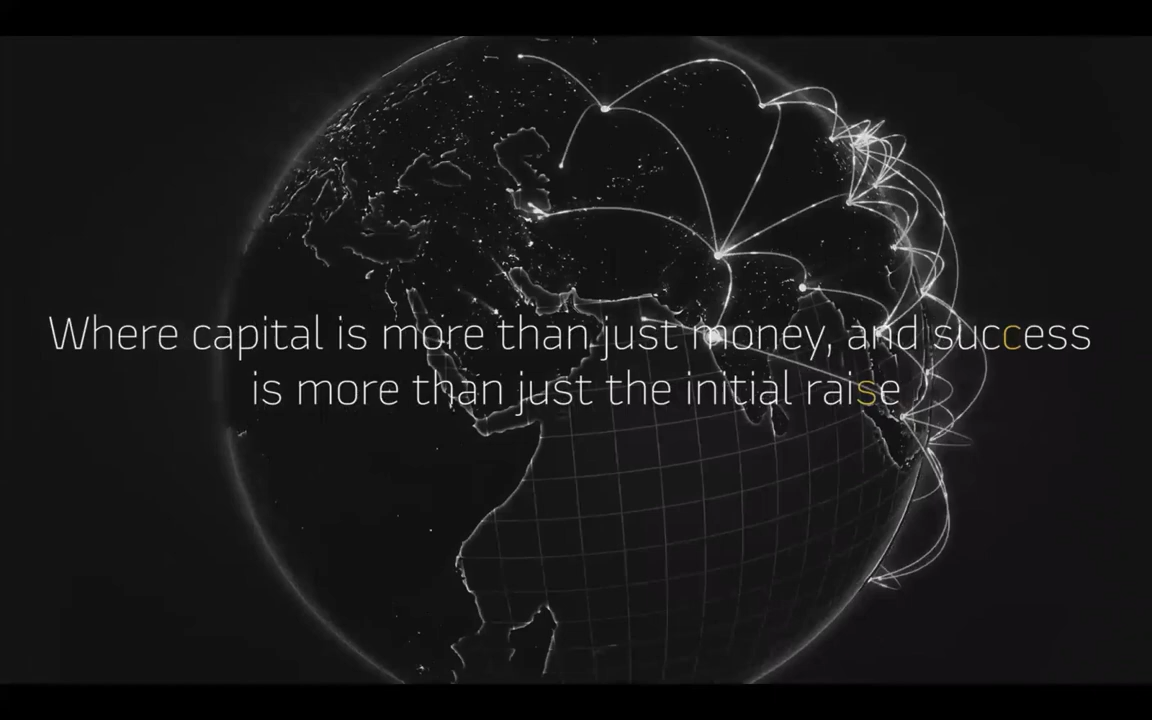 Where capital is more than just money, and success
is more than just the initial raise